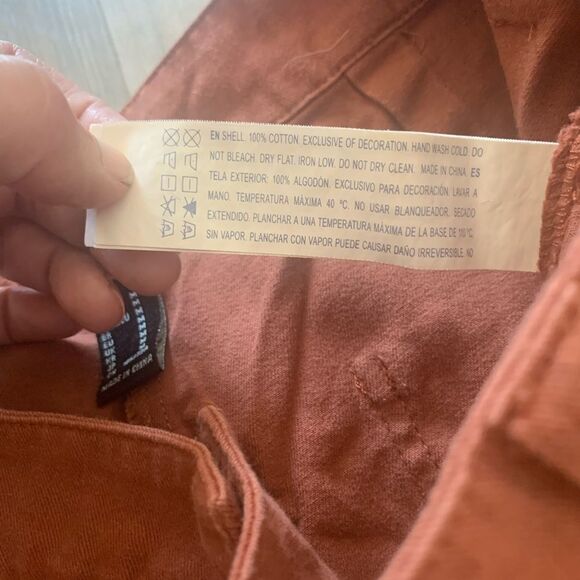 EN SHELL. 100% COTTON. EXCLUSIVE OF DECORATION. HAND WASH COLD. DO
NOT BLEACH. DRY FLAT. IRON LOW. DO NOT DRY CLEAN. MADE IN CHINA. ES
TELA EXTERIOR: 100% ALGODÓN. EXCLUSIVO PARA DECORACIÓN. LAVAR A
MANO. TEMPERATURA MÁXIMA 40 ºC. NO USAR BLANQUEADOR. SECADO
EXTENDIDO. PLANCHAR A UNA TEMPERATURA MÁXIMA DE LA BASE DE 110 ºC
SIN VAPOR. PLANCHAR CON VAPOR PUEDE CAUSAR DAÑO IRREVERSIBLE. NO
MADE IN CHINA